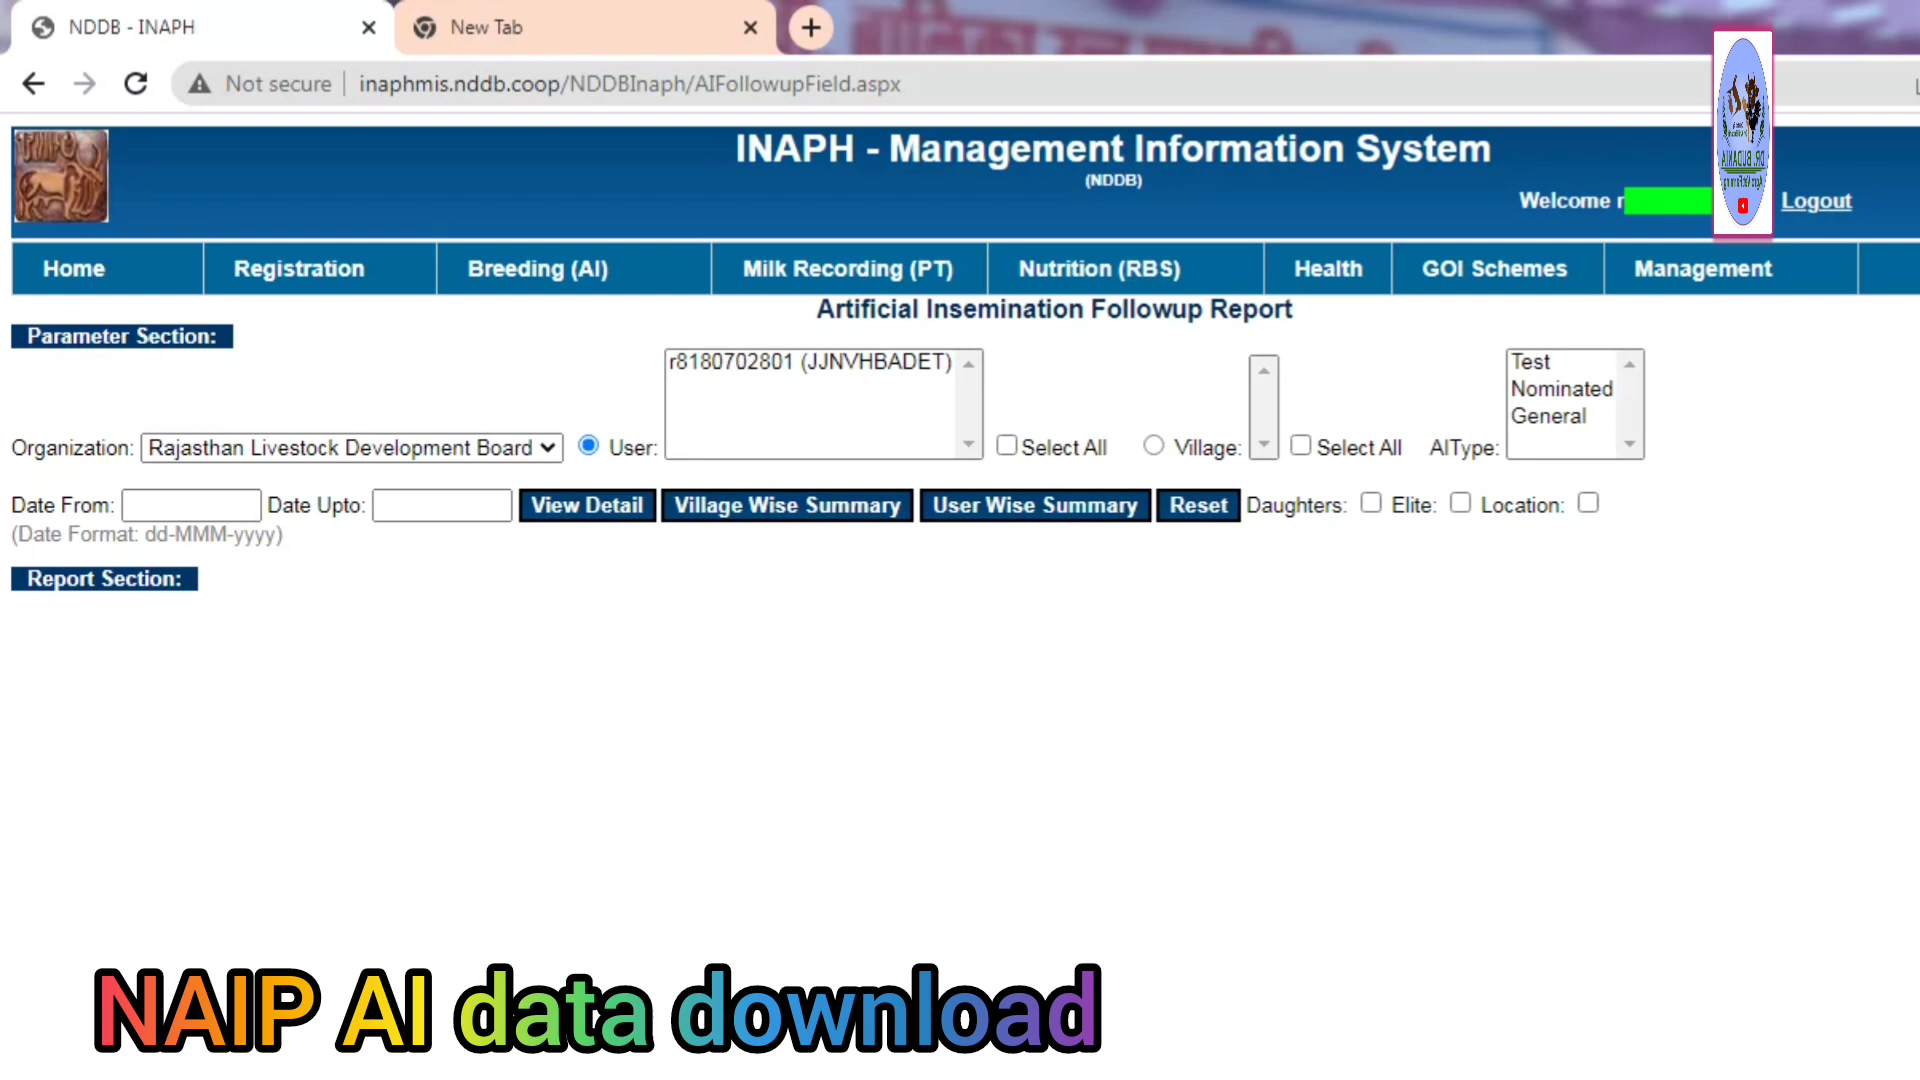 NDDB - INAPH
New Tab
Not secure
inaphmis.nddb.coop/NDDBInaph/AIFollowupField.aspx
INAPH - Management Information System
(NDDB)
Welcome r
Logout
Home
Registration
Breeding (AI)
Milk Recording (PT)
Nutrition (RBS)
Health
GOI Schemes
Management
Artificial Insemination Followup Report
Parameter Section:
r8180702801 (JJNVHBADET)
Test
Nominated
General
Organization: Rajasthan Livestock Development Board
User:
Select All
Village:
Select All
AIType:
Date From:
Date Upto:
View Detail
Village Wise Summary
User Wise Summary
Reset
Daughters:
Elite:
Location:
(Date Format: dd-MMM-yyyy)
Report Section:
DR. BUDANIA
NAIP AI data download